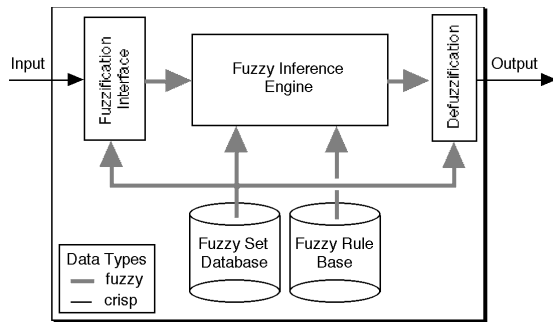 Input
Fuzzification
Interface
Fuzzy Inference
Engine
Defuzzification
Output
Fuzzy Set
Database
Fuzzy Rule
Base
Data Types
fuzzy
crisp